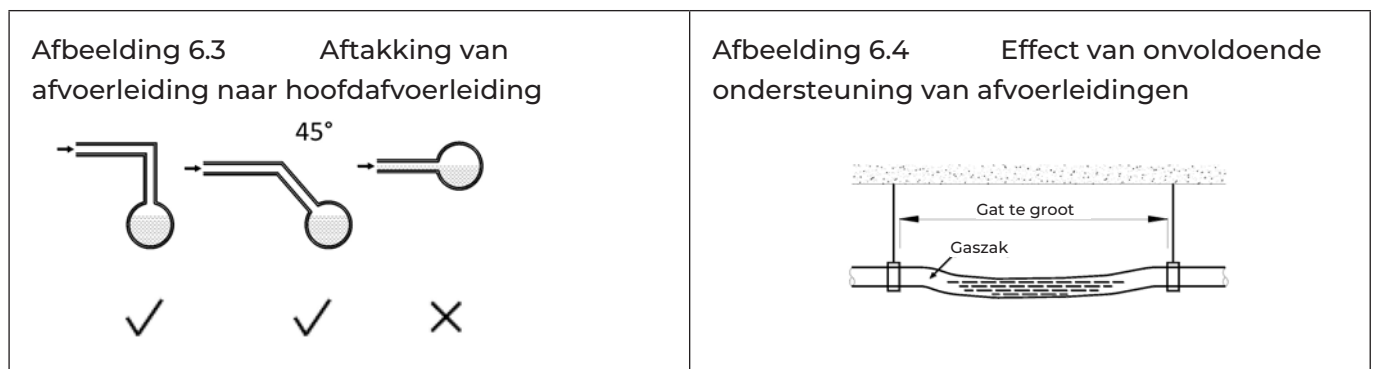 Afbeelding 6.3 Aftakking van
afvoerleiding naar hoofdafvoerleiding
45°
Afbeelding 6.4 Effect van onvoldoende
ondersteuning van afvoerleidingen
Gat te groot
Gaszak